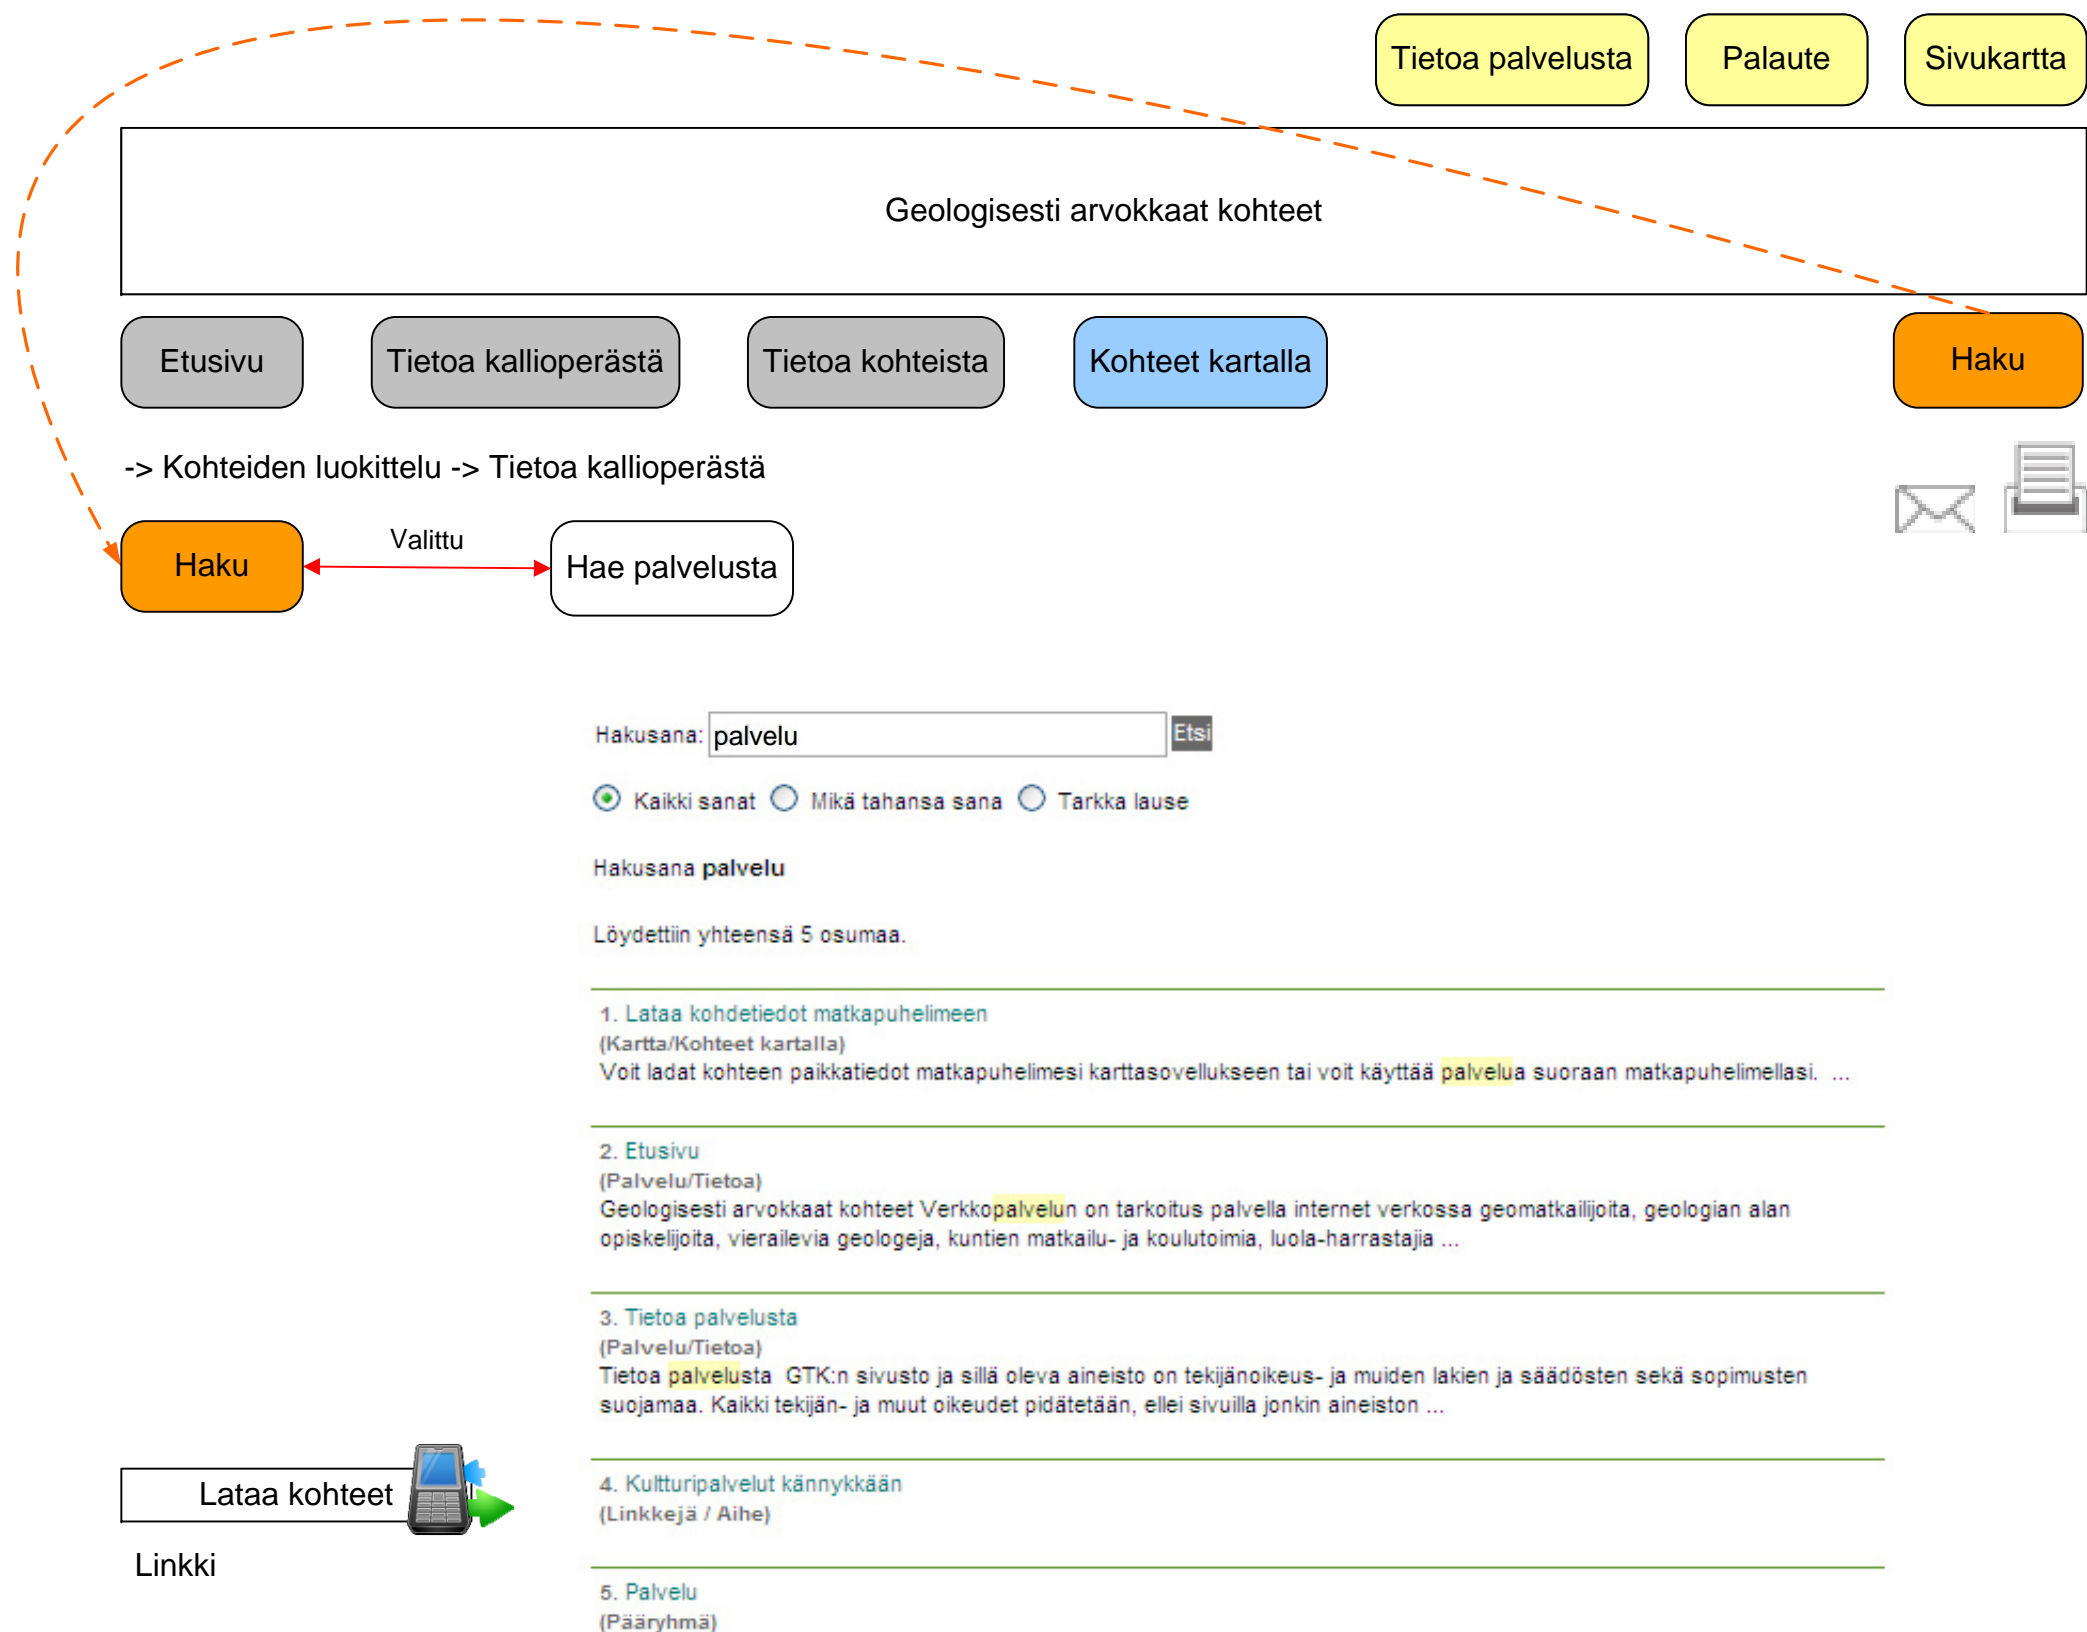 Tietoa palvelusta
Palaute
Sivukartta
Geologisesti arvokkaat kohteet
Etusivu
Tietoa kallioperästä
Tietoa kohteista
Kohteet kartalla
Haku
-> Kohteiden luokittelu -> Tietoa kallioperästä
Haku
Valittu
Hae palvelusta
Hakusana: palvelu Etsi
Kaikki sanat Mikä tahansa sana Tarkka lause
Hakusana palvelu
Löydettiin yhteensä 5 osumaa.
1. Lataa kohdetiedot matkapuhelimeen
(Kartta/Kohteet kartalla)
Voit ladat kohteen paikkatiedot matkapuhelimesi karttasovellukseen tai voit käyttää palvelua suoraan matkapuhelimellasi. ...
2. Etusivu
(Palvelu/Tietoa)
Geologisesti arvokkaat kohteet Verkkopalvelun on tarkoitus palvella internet verkossa geomatkailijoita, geologian alan
opiskelijoita, vierailevia geologeja, kuntien matkailu- ja koulutoimia, luola-harrastajia ...
3. Tietoa palvelusta
(Palvelu/Tietoa)
Tietoa palvelusta GTK:n sivusto ja sillä oleva aineisto on tekijänoikeus- ja muiden lakien ja säädösten sekä sopimusten
suojamaa. Kaikki tekijän- ja muut oikeudet pidätetään, ellei sivuilla jonkin aineiston ...
4. Kultturipalvelut kännykkään
(Linkkejä / Aihe)
5. Palvelu
(Pääryhmä)
Lataa kohteet
Linkki